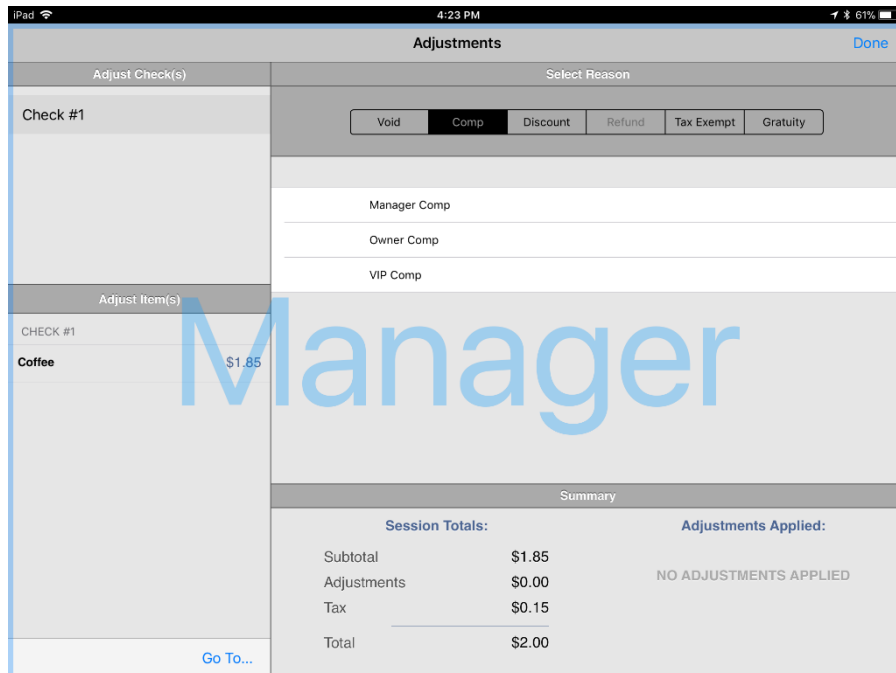 iPad 4:23 PM 61%
Adjustments Done
Adjust Check(s)
Check #1
Adjust Item(s)
CHECK #1
Coffee $1.85
Go To...
Select Reason
Void Comp Discount Refund Tax Exempt Gratuity
Manager Comp
Owner Comp
VIP Comp
Manager
Summary
Session Totals:
Subtotal $1.85
Adjustments $0.00
Tax $0.15
Total $2.00
Adjustments Applied:
NO ADJUSTMENTS APPLIED